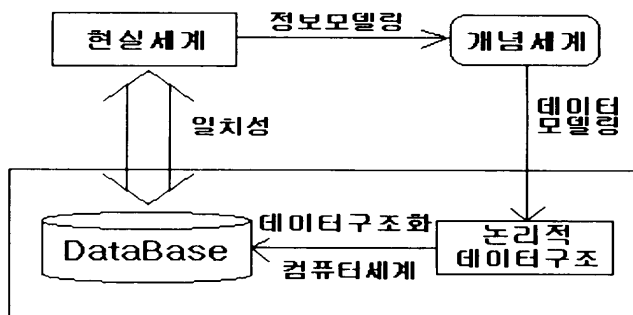 정보모델링
현실세계
개념세계
일치성
데이터
모델링
데이터구조화
DataBase
논리적
데이터구조
컴퓨터세계